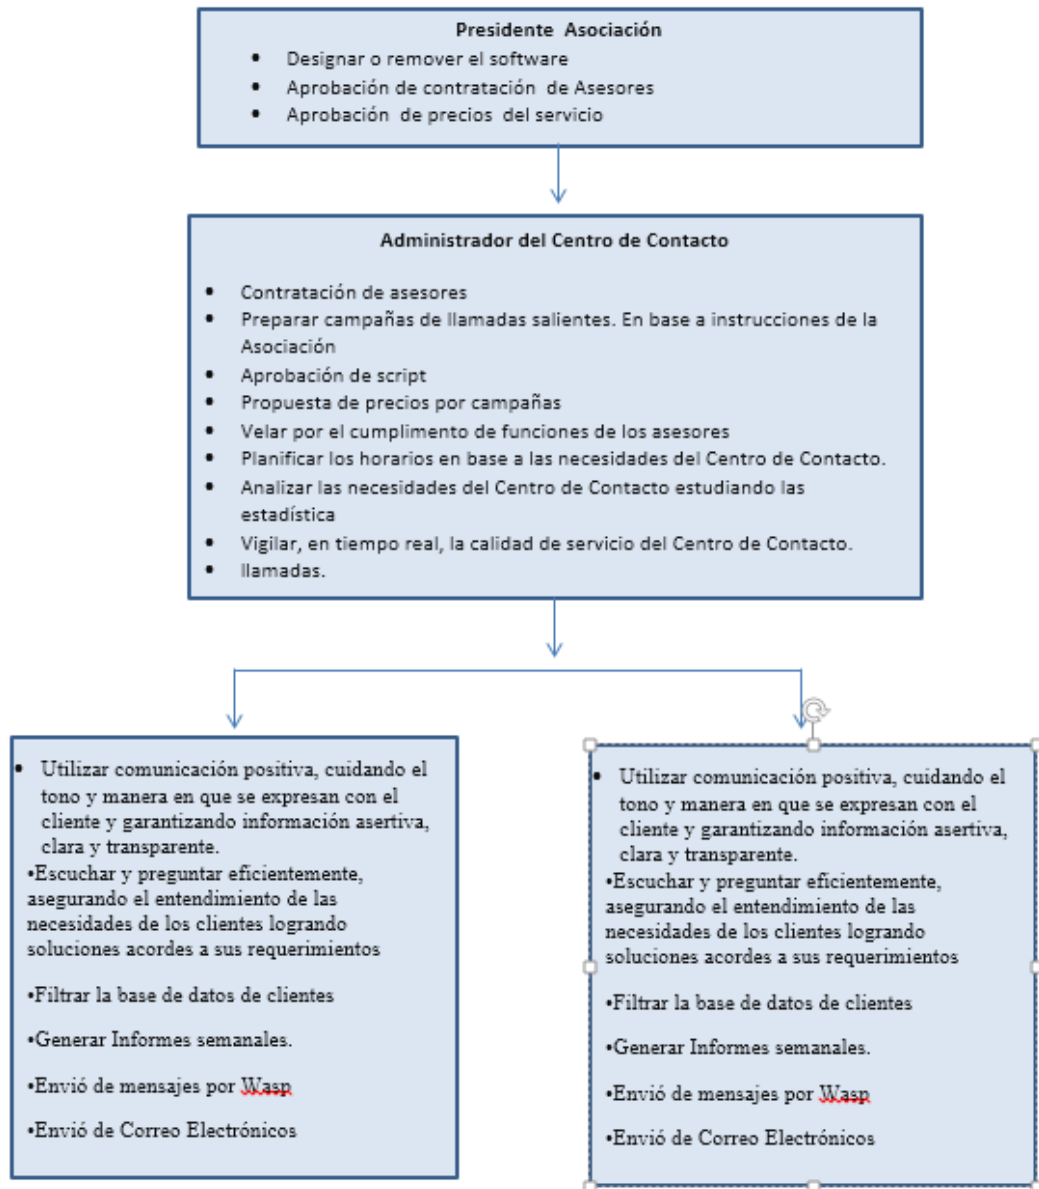 Presidente Asociación
• Designar o remover el software
• Aprobación de contratación de Asesores
• Aprobación de precios del servicio
Administrador del Centro de Contacto
• Contratación de asesores
• Preparar campañas de llamadas salientes. En base a instrucciones de la
Asociación
• Aprobación de script
• Propuesta de precios por campañas
• Velar por el cumplimento de funciones de los asesores
• Planificar los horarios en base a las necesidades del Centro de Contacto.
• Analizar las necesidades del Centro de Contacto estudiando las
estadística
• Vigilar, en tiempo real, la calidad de servicio del Centro de Contacto.
• llamadas.
• Utilizar comunicación positiva, cuidando el
tono y manera en que se expresan con el
cliente y garantizando información asertiva,
clara y transparente.
•Escuchar y preguntar eficientemente,
asegurando el entendimiento de las
necesidades de los clientes logrando
soluciones acordes a sus requerimientos
•Filtrar la base de datos de clientes
•Generar Informes semanales.
•Envió de mensajes por Wasp
•Envió de Correo Electrónicos
• Utilizar comunicación positiva, cuidando el
tono y manera en que se expresan con el
cliente y garantizando información asertiva,
clara y transparente.
•Escuchar y preguntar eficientemente,
asegurando el entendimiento de las
necesidades de los clientes logrando
soluciones acordes a sus requerimientos
•Filtrar la base de datos de clientes
•Generar Informes semanales.
•Envió de mensajes por Wasp
•Envió de Correo Electrónicos